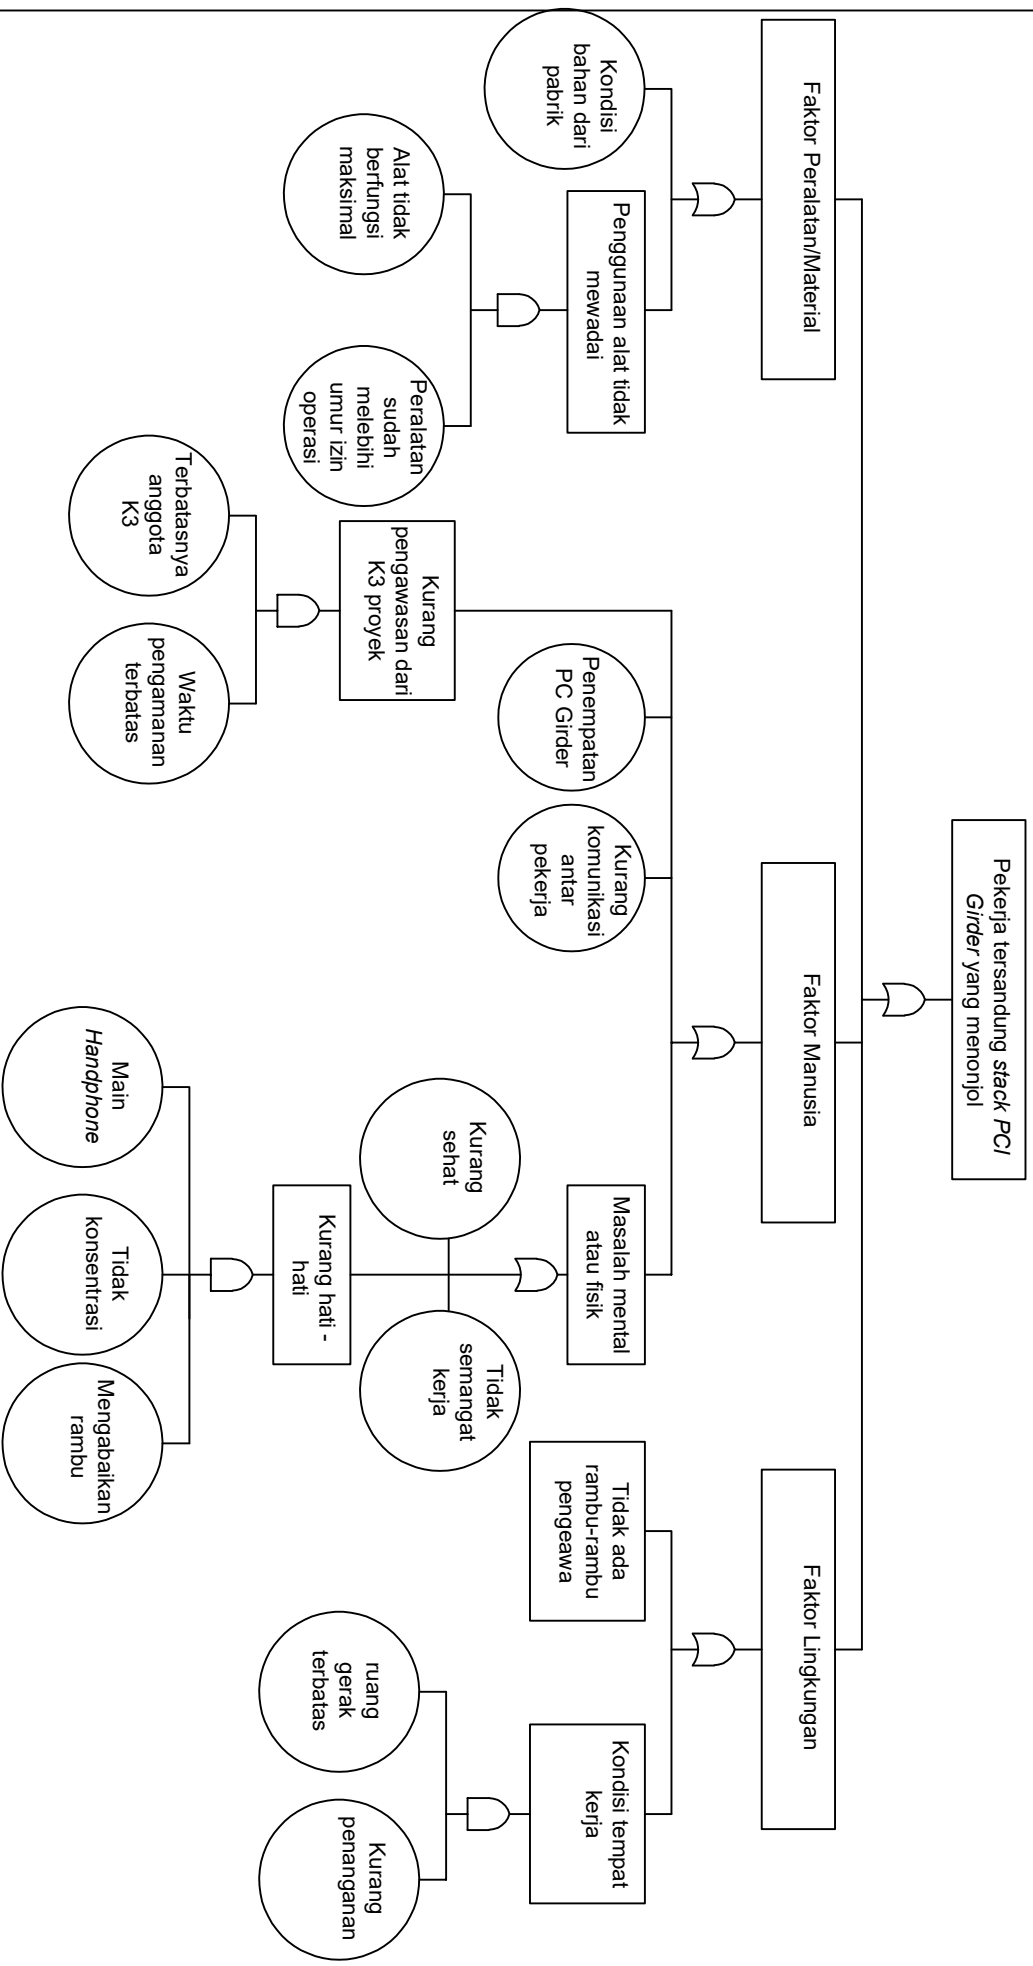 Pekerja tersandung stack PCI
Girder yang menonjol
Faktor Peralatan/Material
Faktor Manusia
Faktor Lingkungan
Kondisi
bahan dari
pabrik
Penggunaan alat tidak
mewadai
Alat tidak
berfungsi
maksimal
Peralatan
sudah
melebihi
umur izin
operasi
Kurang
pengawasan dari
K3 proyek
Terbatasnya
anggota
K3
Waktu
pengamanan
terbatas
Penempatan
PC Girder
Kurang
komunikasi
antar
pekerja
Masalah mental
atau fisik
Kurang
sehat
Tidak
semangat
kerja
Kurang hati -
hati
Main
Handphone
Tidak
konsentrasi
Mengabaikan
rambu
Tidak ada
rambu-rambu
pengeawa
Kondisi tempat
kerja
ruang
gerak
terbatas
Kurang
penanganan